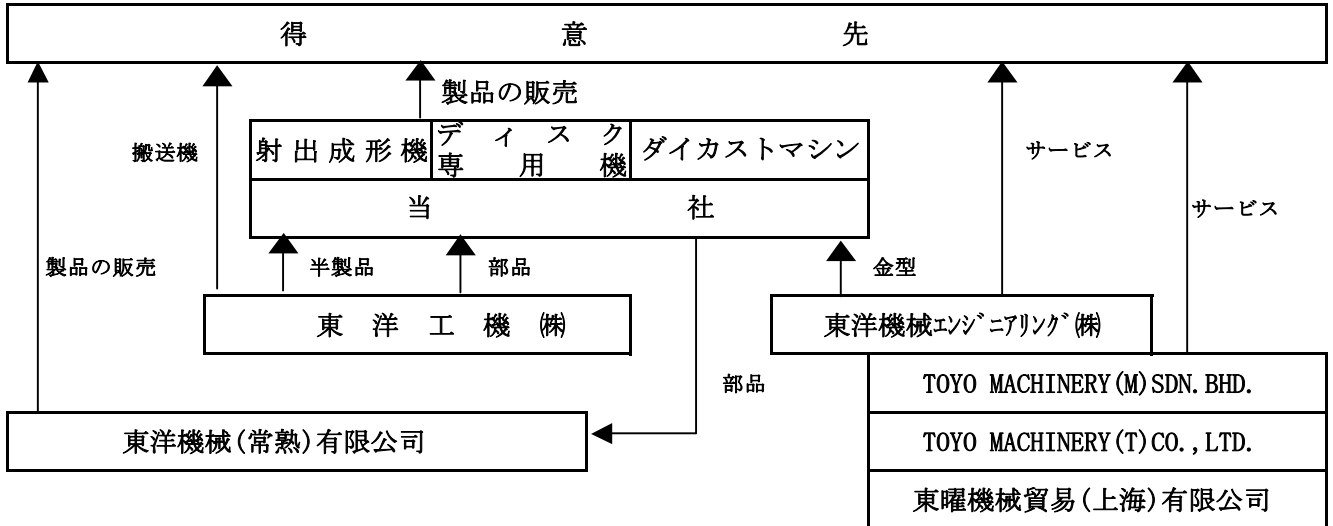 得意先
製品の販売
射出成形機 ディスク専用機 ダイカストマシン
搬送機
サービス
当社
サービス
製品の販売
半製品
部品
金型
東洋工機㈱
東洋機械ｴﾝｼﾞﾆｱﾘﾝｸﾞ㈱
部品
TOYO MACHINERY(M)SDN.BHD.
東洋機械(常熟)有限公司
TOYO MACHINERY(T)CO.,LTD.
東曜機械貿易(上海)有限公司